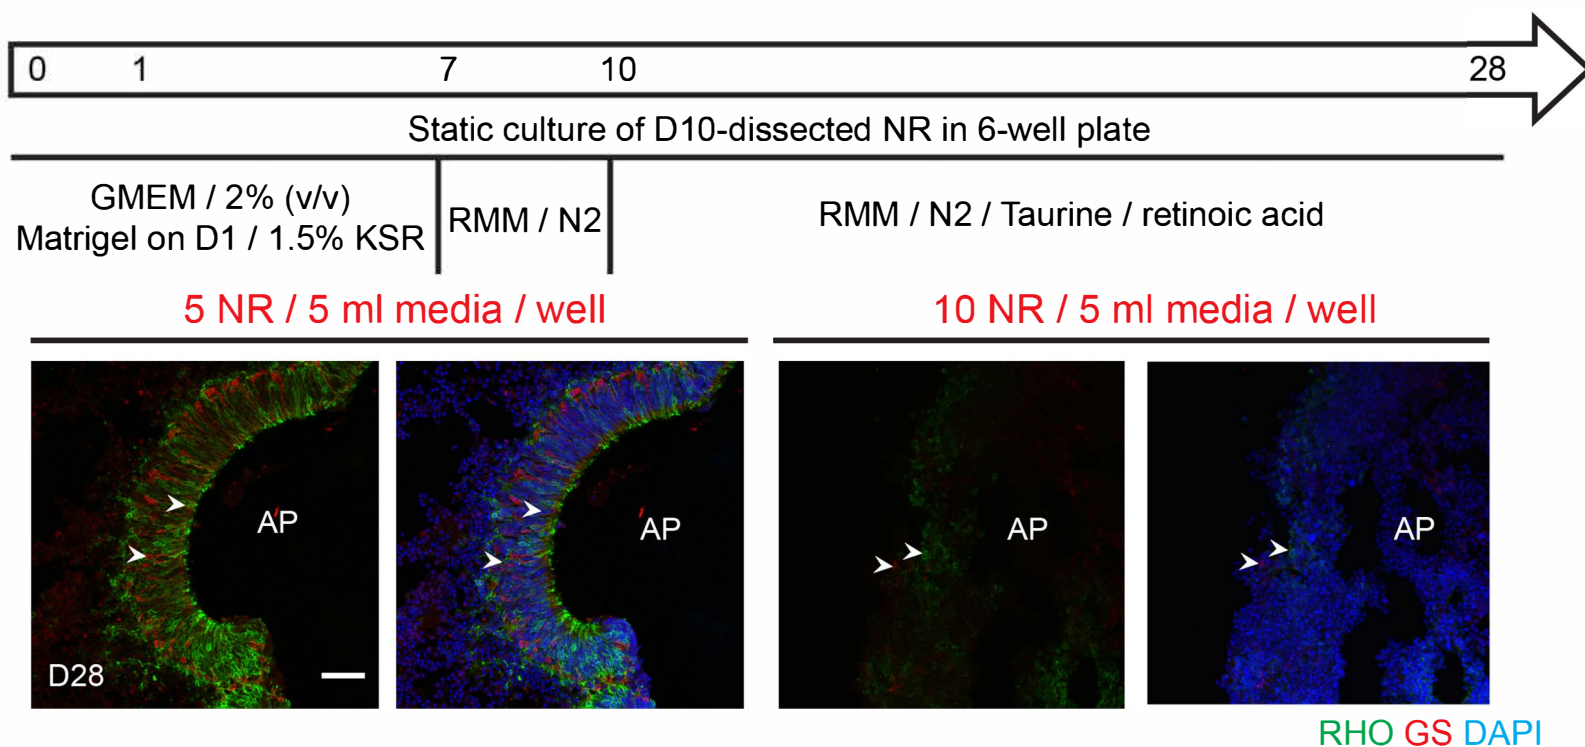 0 1 7 10 28
Static culture of D10-dissected NR in 6-well plate
GMEM / 2% (v/v)
Matrigel on D1 / 1.5% KSR
RMM / N2
RMM / N2 / Taurine / retinoic acid
5 NR / 5 ml media / well
10 NR / 5 ml media / well
AP
AP
AP
AP
D28
RHO GS DAPI